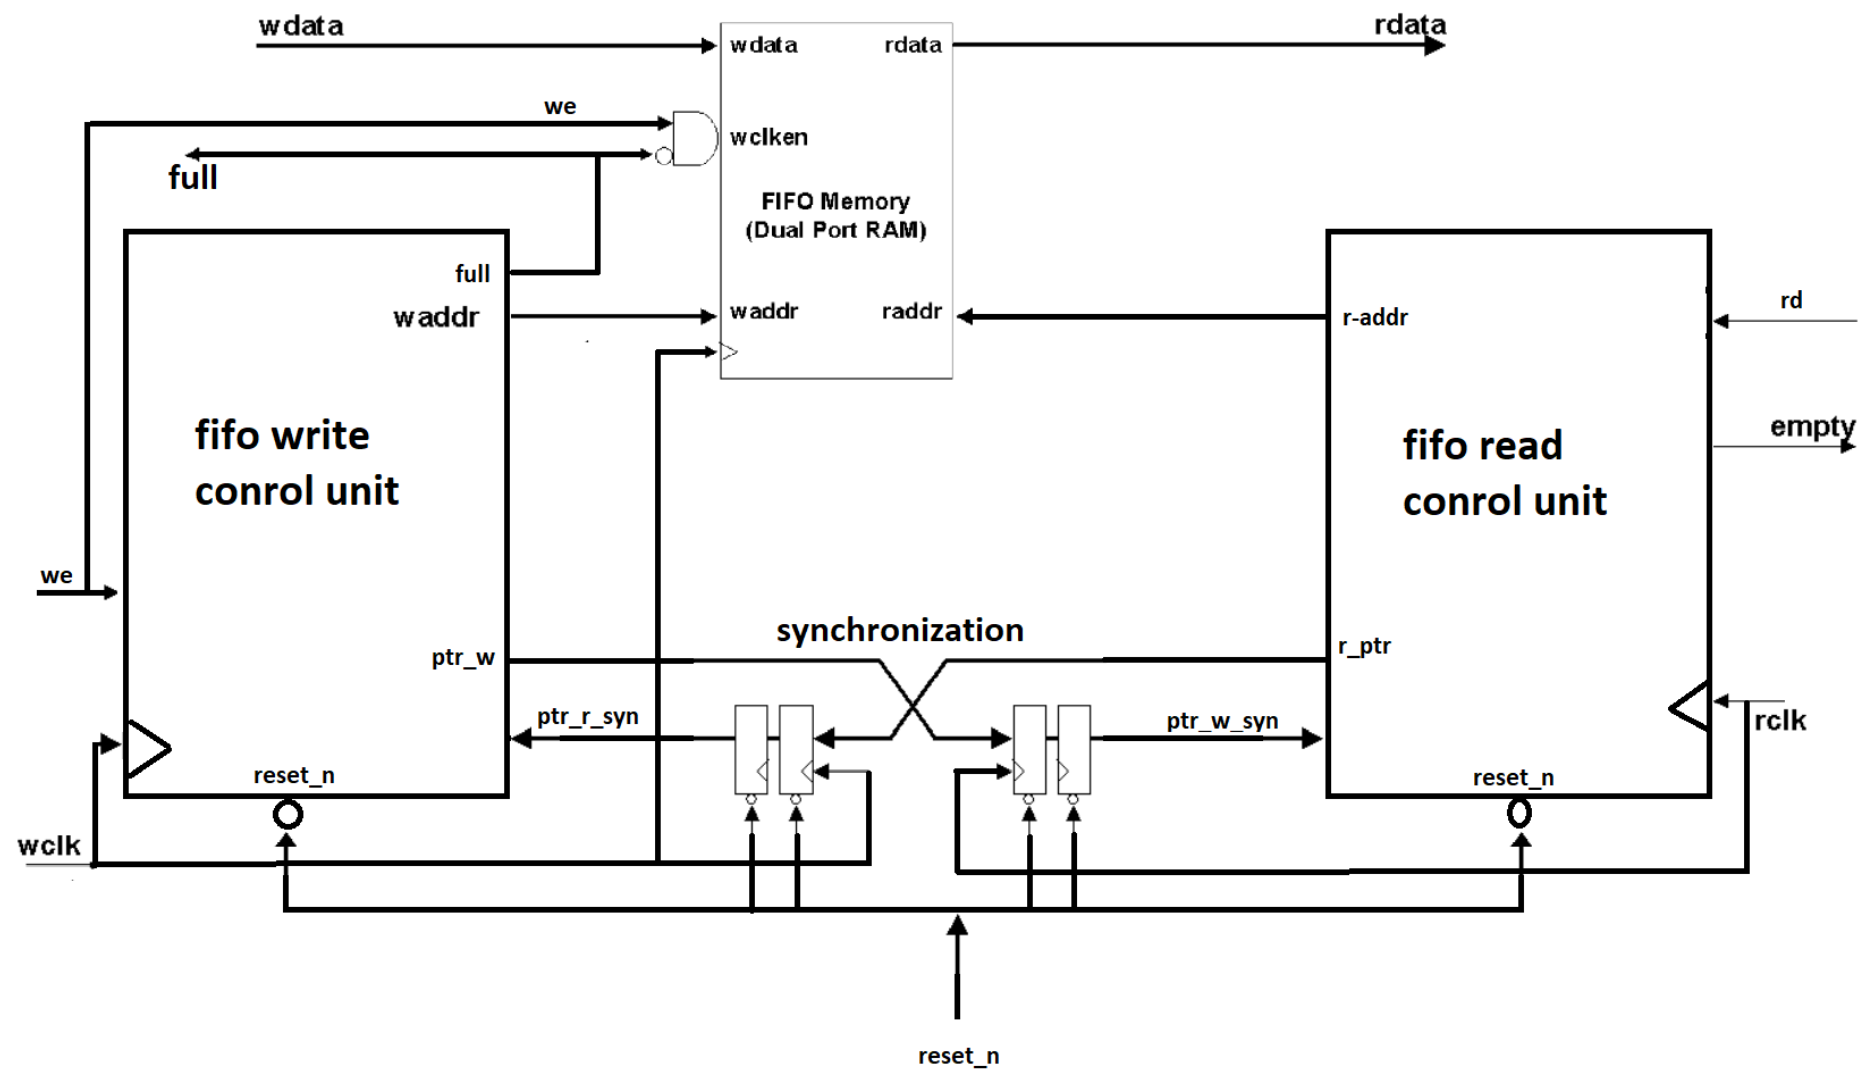 wdata
rdata
wdata
rdata
we
wclken
full
FIFO Memory
(Dual Port RAM)
full
waddr
waddr
raddr
r-addr
rd
empty
fifo write
conrol unit
fifo read
conrol unit
we
synchronization
ptr_w
r_ptr
ptr_r_syn
ptr_w_syn
rclk
reset_n
reset_n
wclk
reset_n